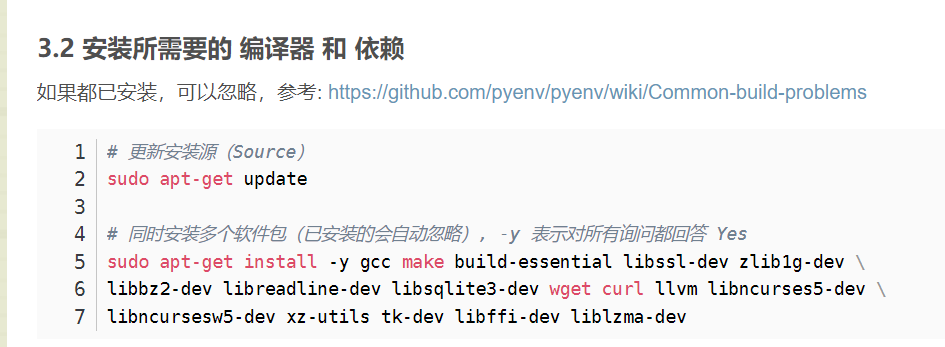 3.2 安装所需要的 编译器 和 依赖
如果都已安装，可以忽略，参考: https://github.com/pyenv/pyenv/wiki/Common-build-problems
1 # 更新安装源（Source）
2 sudo apt-get update
3
4 # 同时安装多个软件包（已安装的会自动忽略）, -y 表示对所有询问都回答 Yes
5 sudo apt-get install -y gcc make build-essential libssl-dev zlib1g-dev \
6 libbz2-dev libreadline-dev libsqlite3-dev wget curl llvm libncurses5-dev \
7 libncursesw5-dev xz-utils tk-dev libffi-dev liblzma-dev